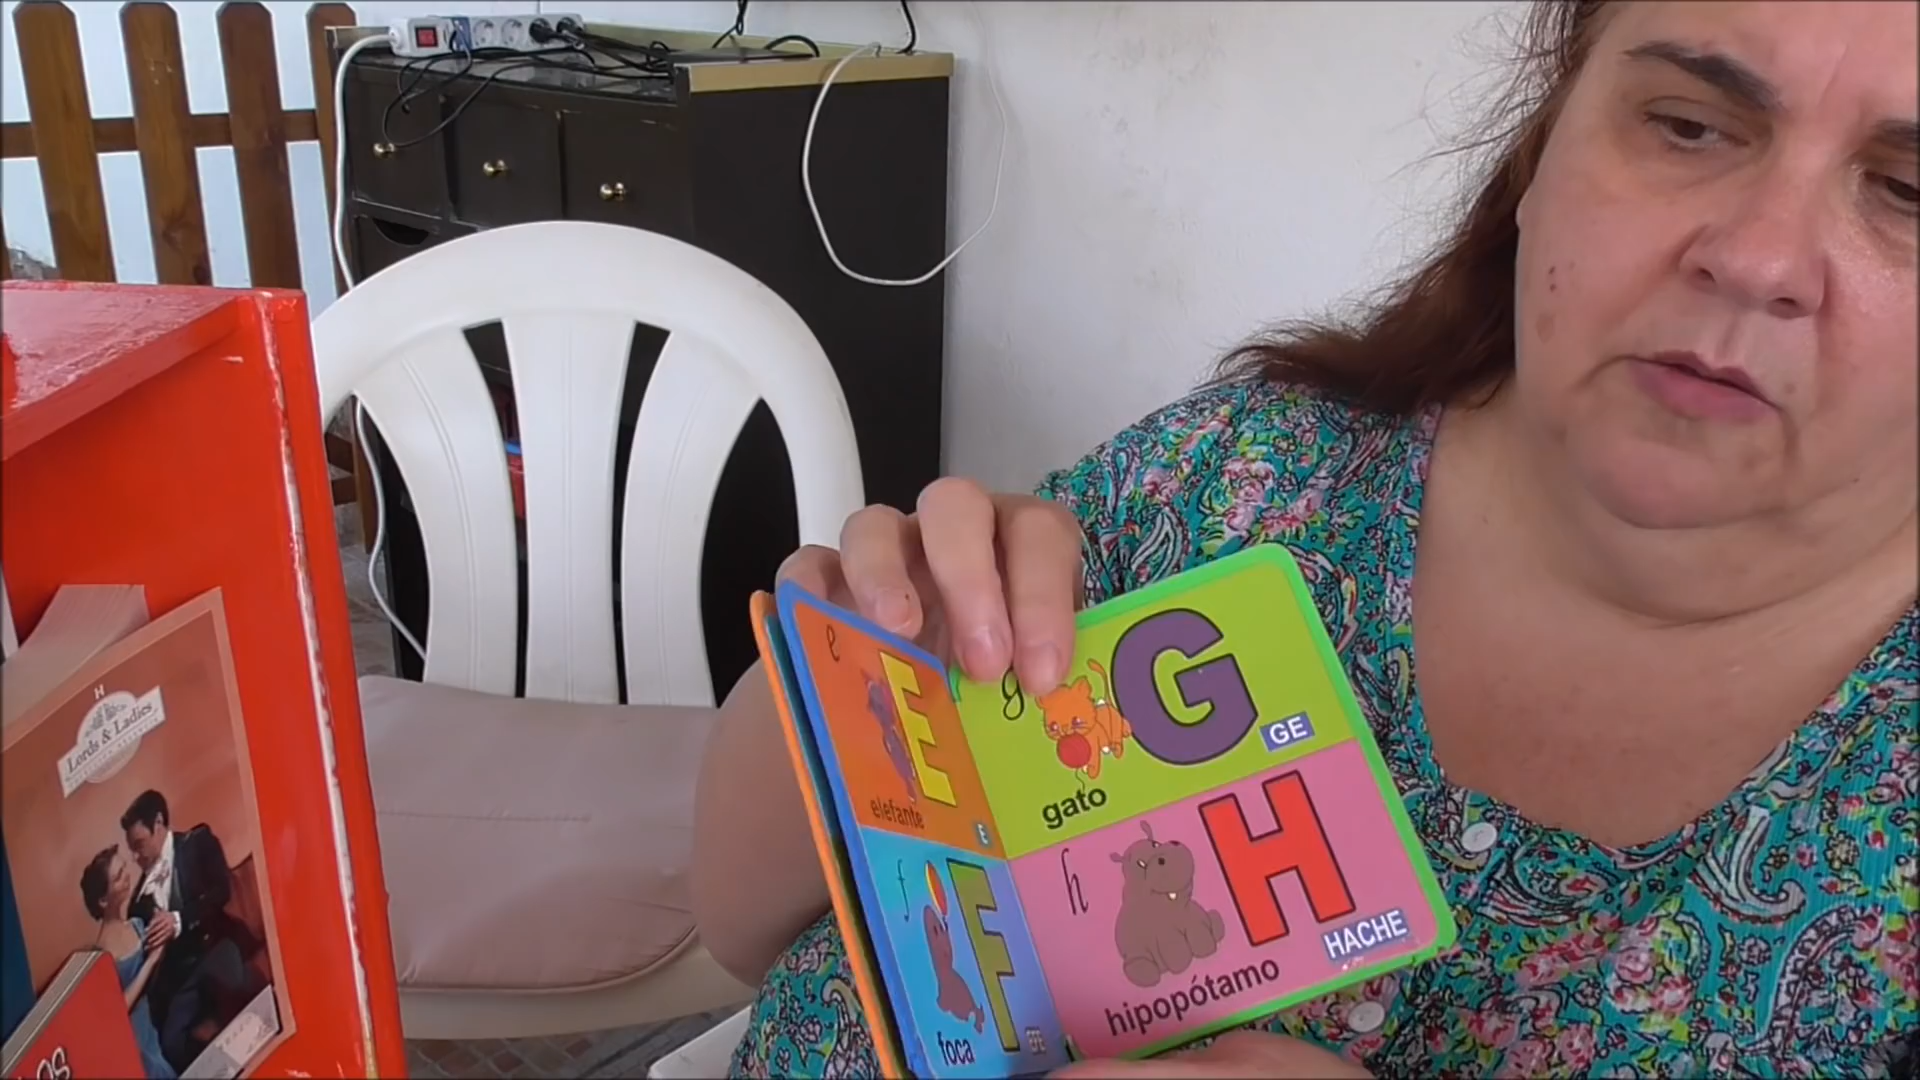 H
Lords & Ladies
e
E
elefante
E
f
F
foca
g
G
GE
gato
h
H
HACHE
hipopótamo